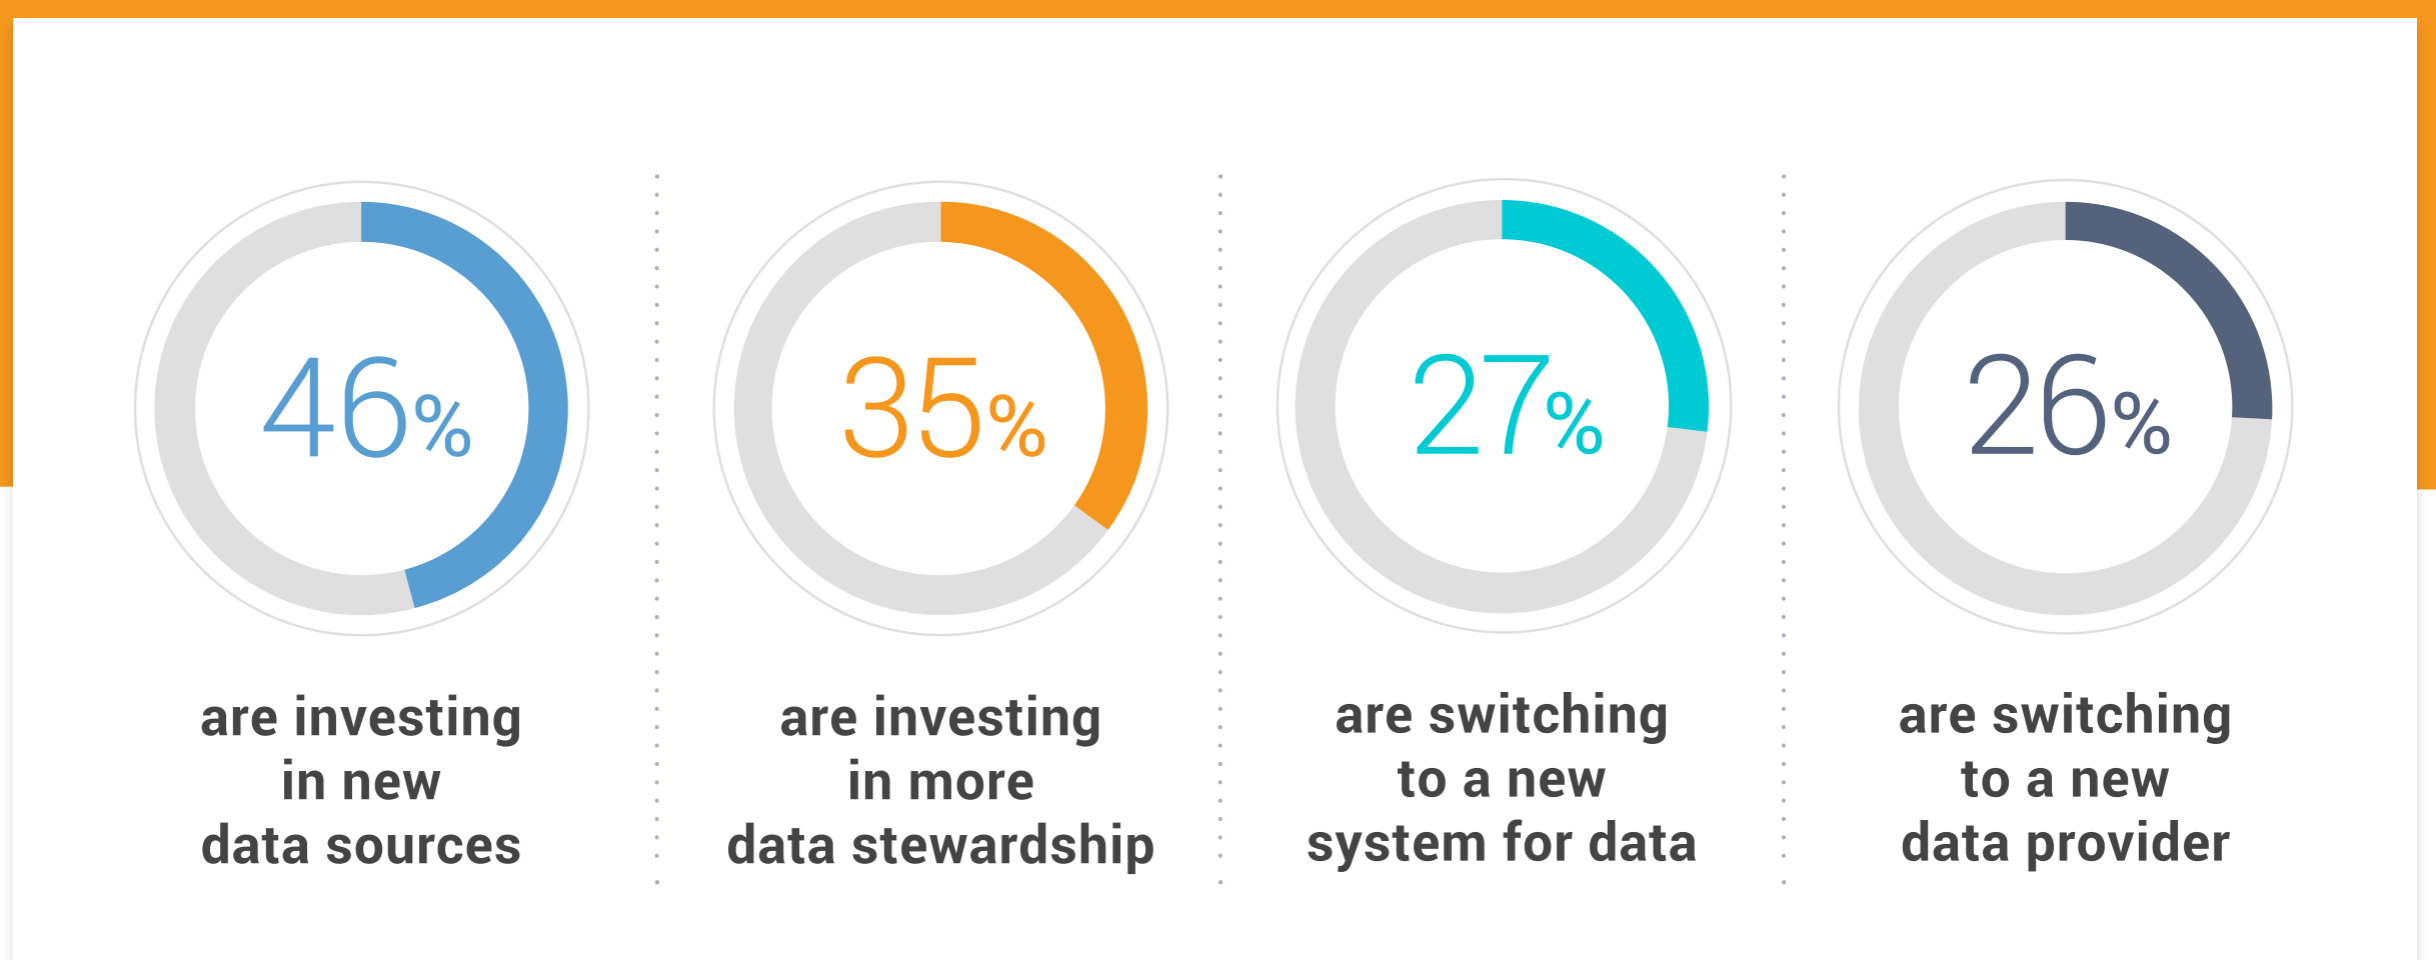 46%
are investing
in new
data sources
35%
are investing
in more
data stewardship
27%
are switching
to a new
system for data
26%
are switching
to a new
data provider